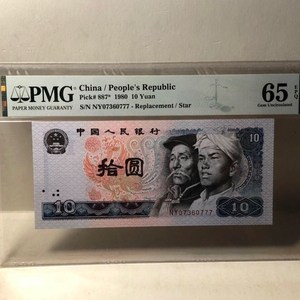 PMG
PAPER MONEY GUARANTY
China / People's Republic
Pick# 887* 1980 10 Yuan
S/N NY07360777 - Replacement / Star
65 EPQ
Gem Uncirculated
中国人民银行
10
拾圆
10
NY07360777
10